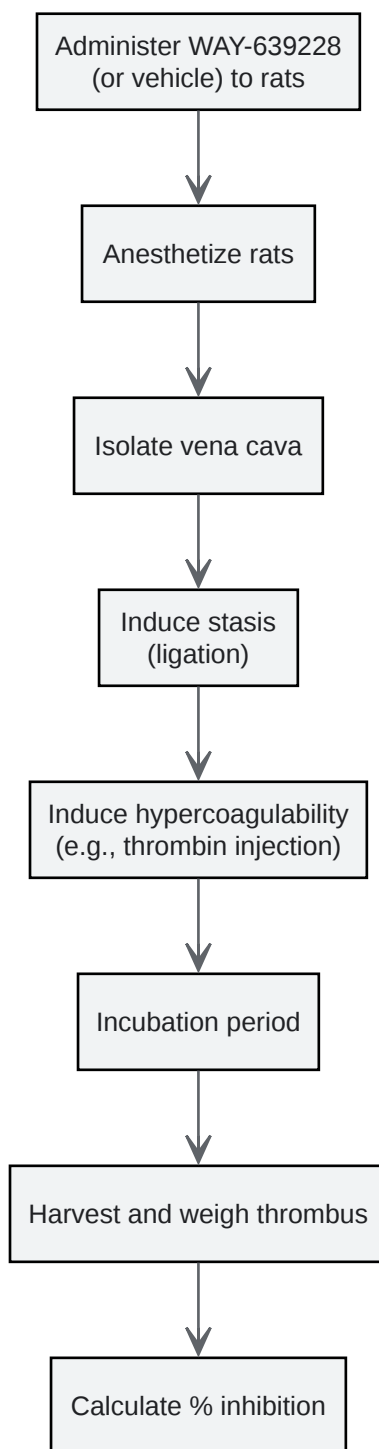 Administer WAY-639228
(or vehicle) to rats
Anesthetize rats
Isolate vena cava
Induce stasis
(ligation)
Induce hypercoagulability
(e.g., thrombin injection)
Incubation period
Harvest and weigh thrombus
Calculate % inhibition